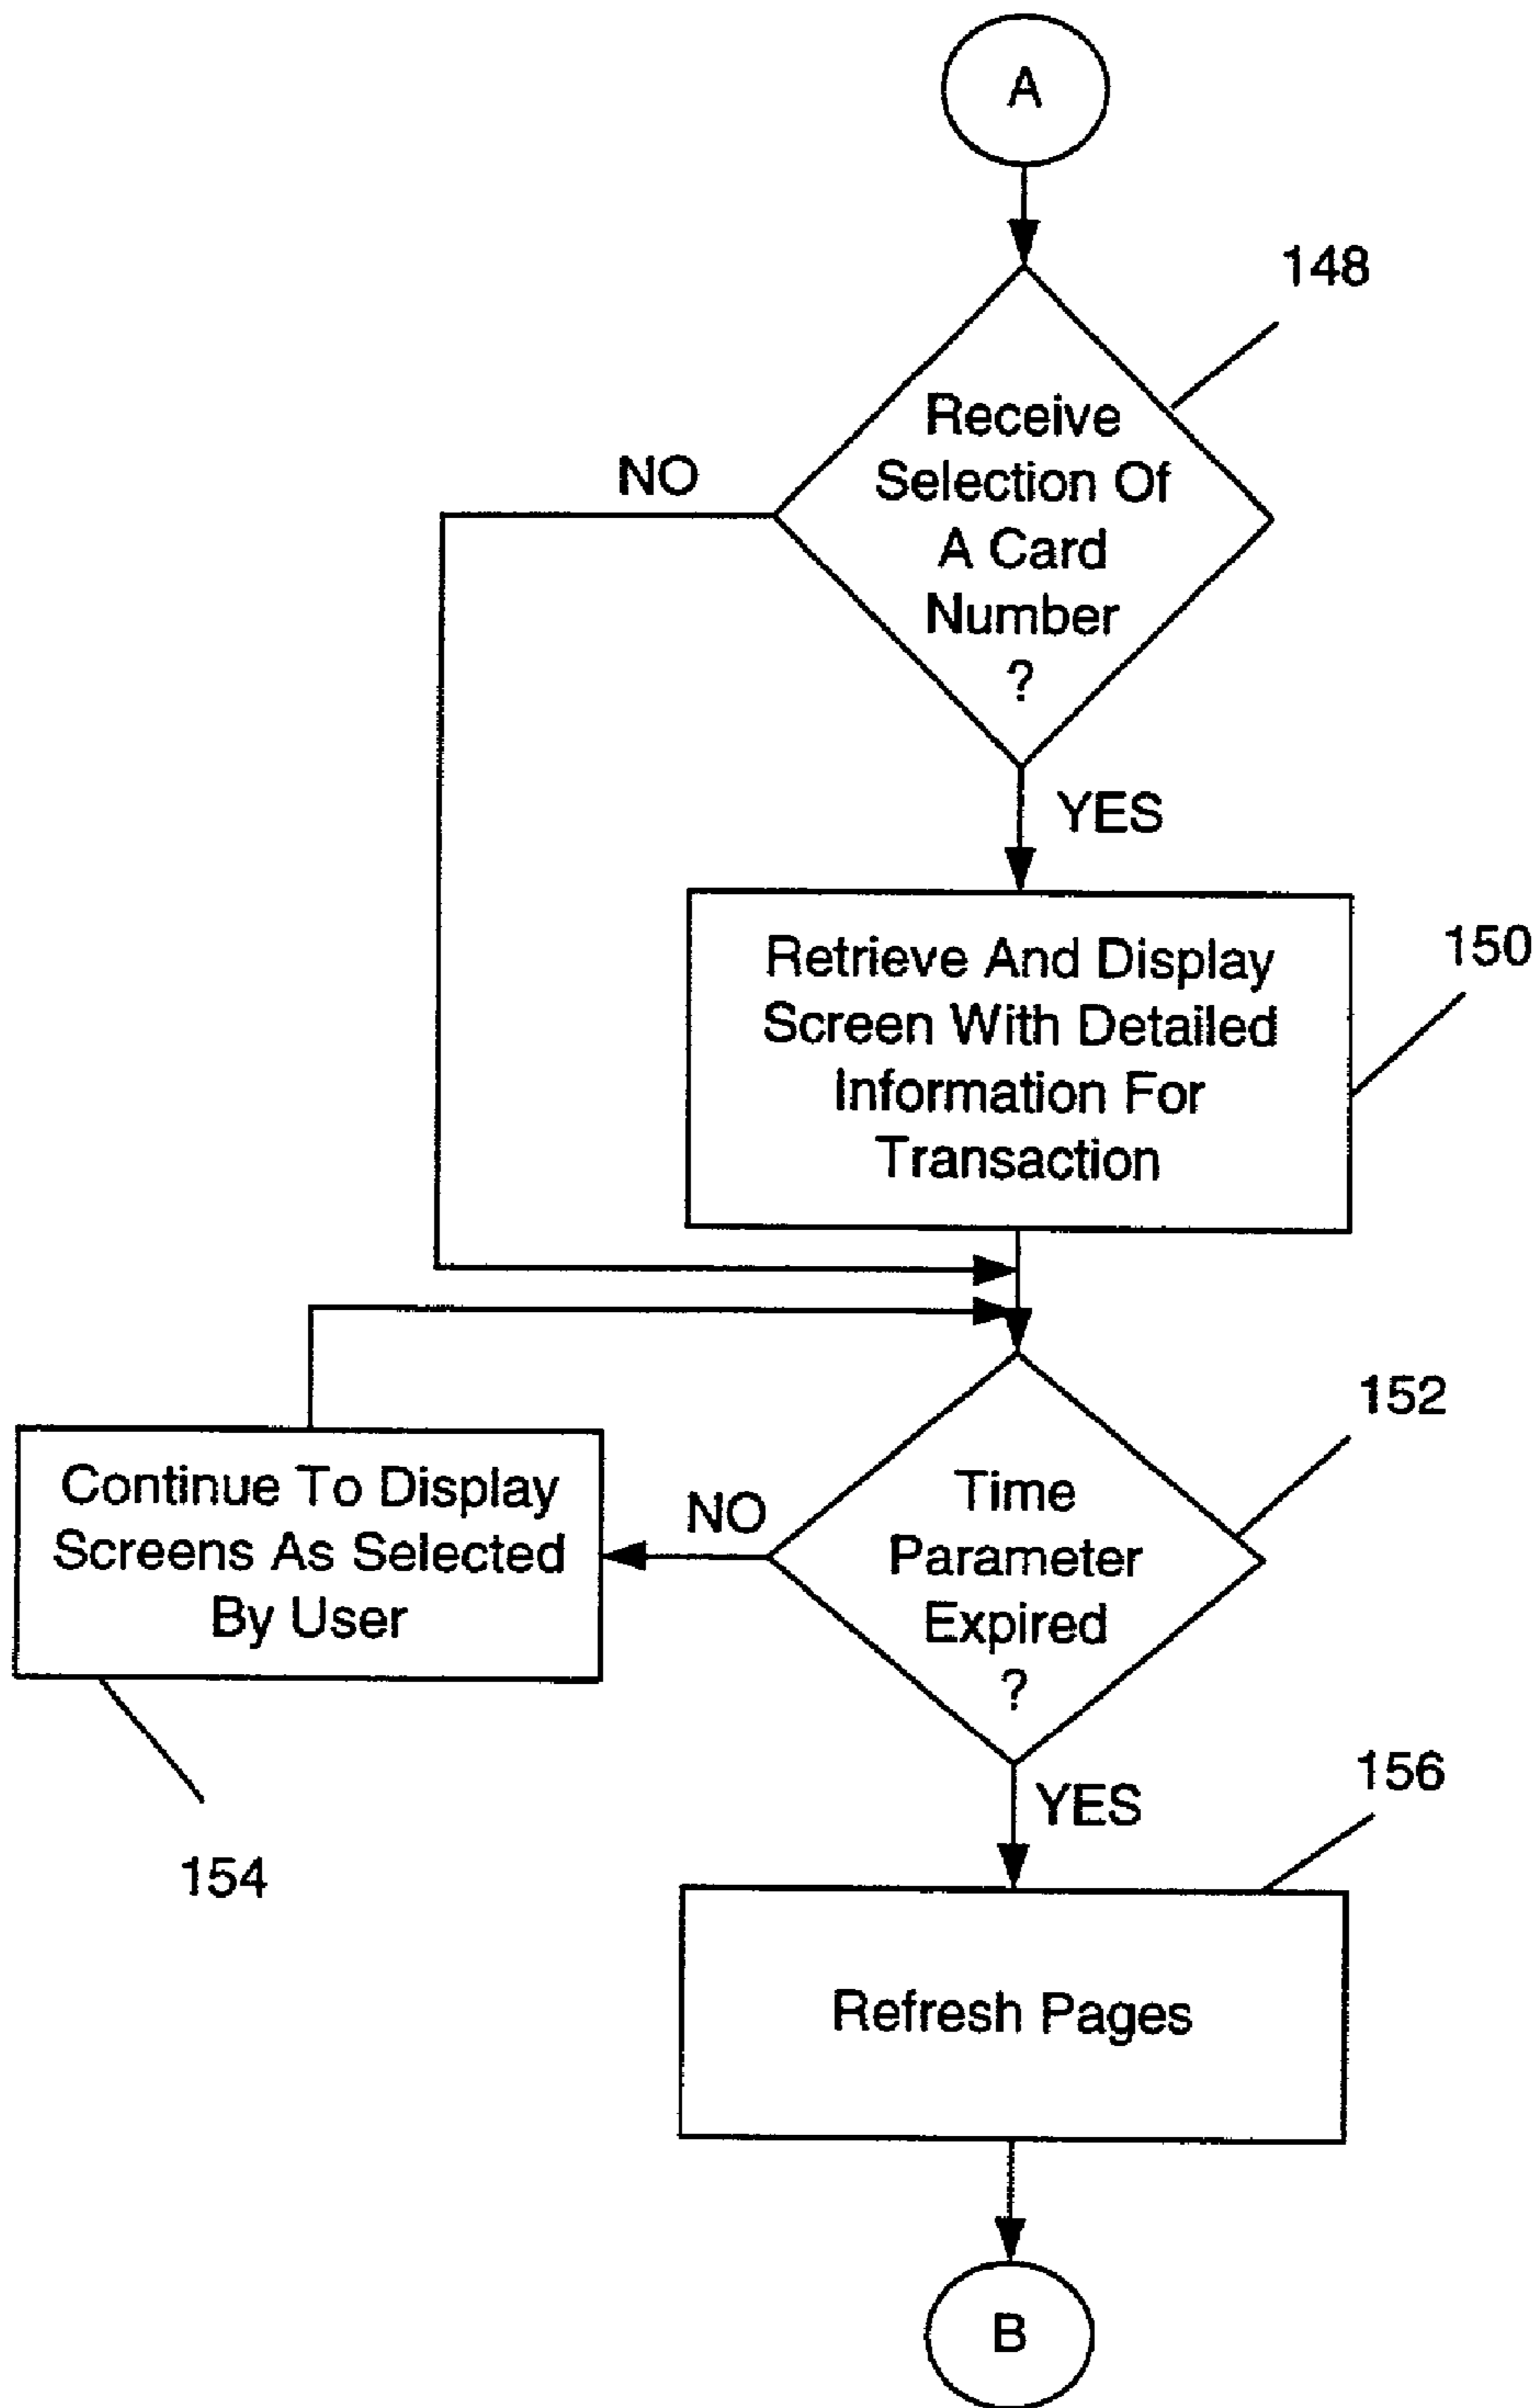 A
148
Receive
Selection Of
A Card
Number
?
NO
YES
150
Retrieve And Display
Screen With Detailed
Information For
Transaction
152
Time
Parameter
Expired
?
NO
Continue To Display
Screens As Selected
By User
154
YES
156
Refresh Pages
B